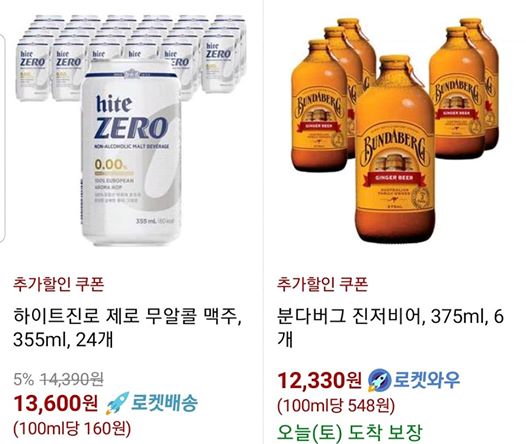 hite
ZERO
NON-ALCOHOLIC MALT BEVERAGE
0.00%
100% EUROPEAN
AROMA HOP
355 ml
BUNDABERG
GINGER BEER
추가할인 쿠폰
하이트진로 제로 무알콜 맥주,
355ml, 24개
5% 14,390원
13,600원 로켓배송
(100ml당 160원)
추가할인 쿠폰
분다버그 진저비어, 375ml, 6
개
12,330원 로켓와우
(100ml당 548원)
오늘(토) 도착 보장